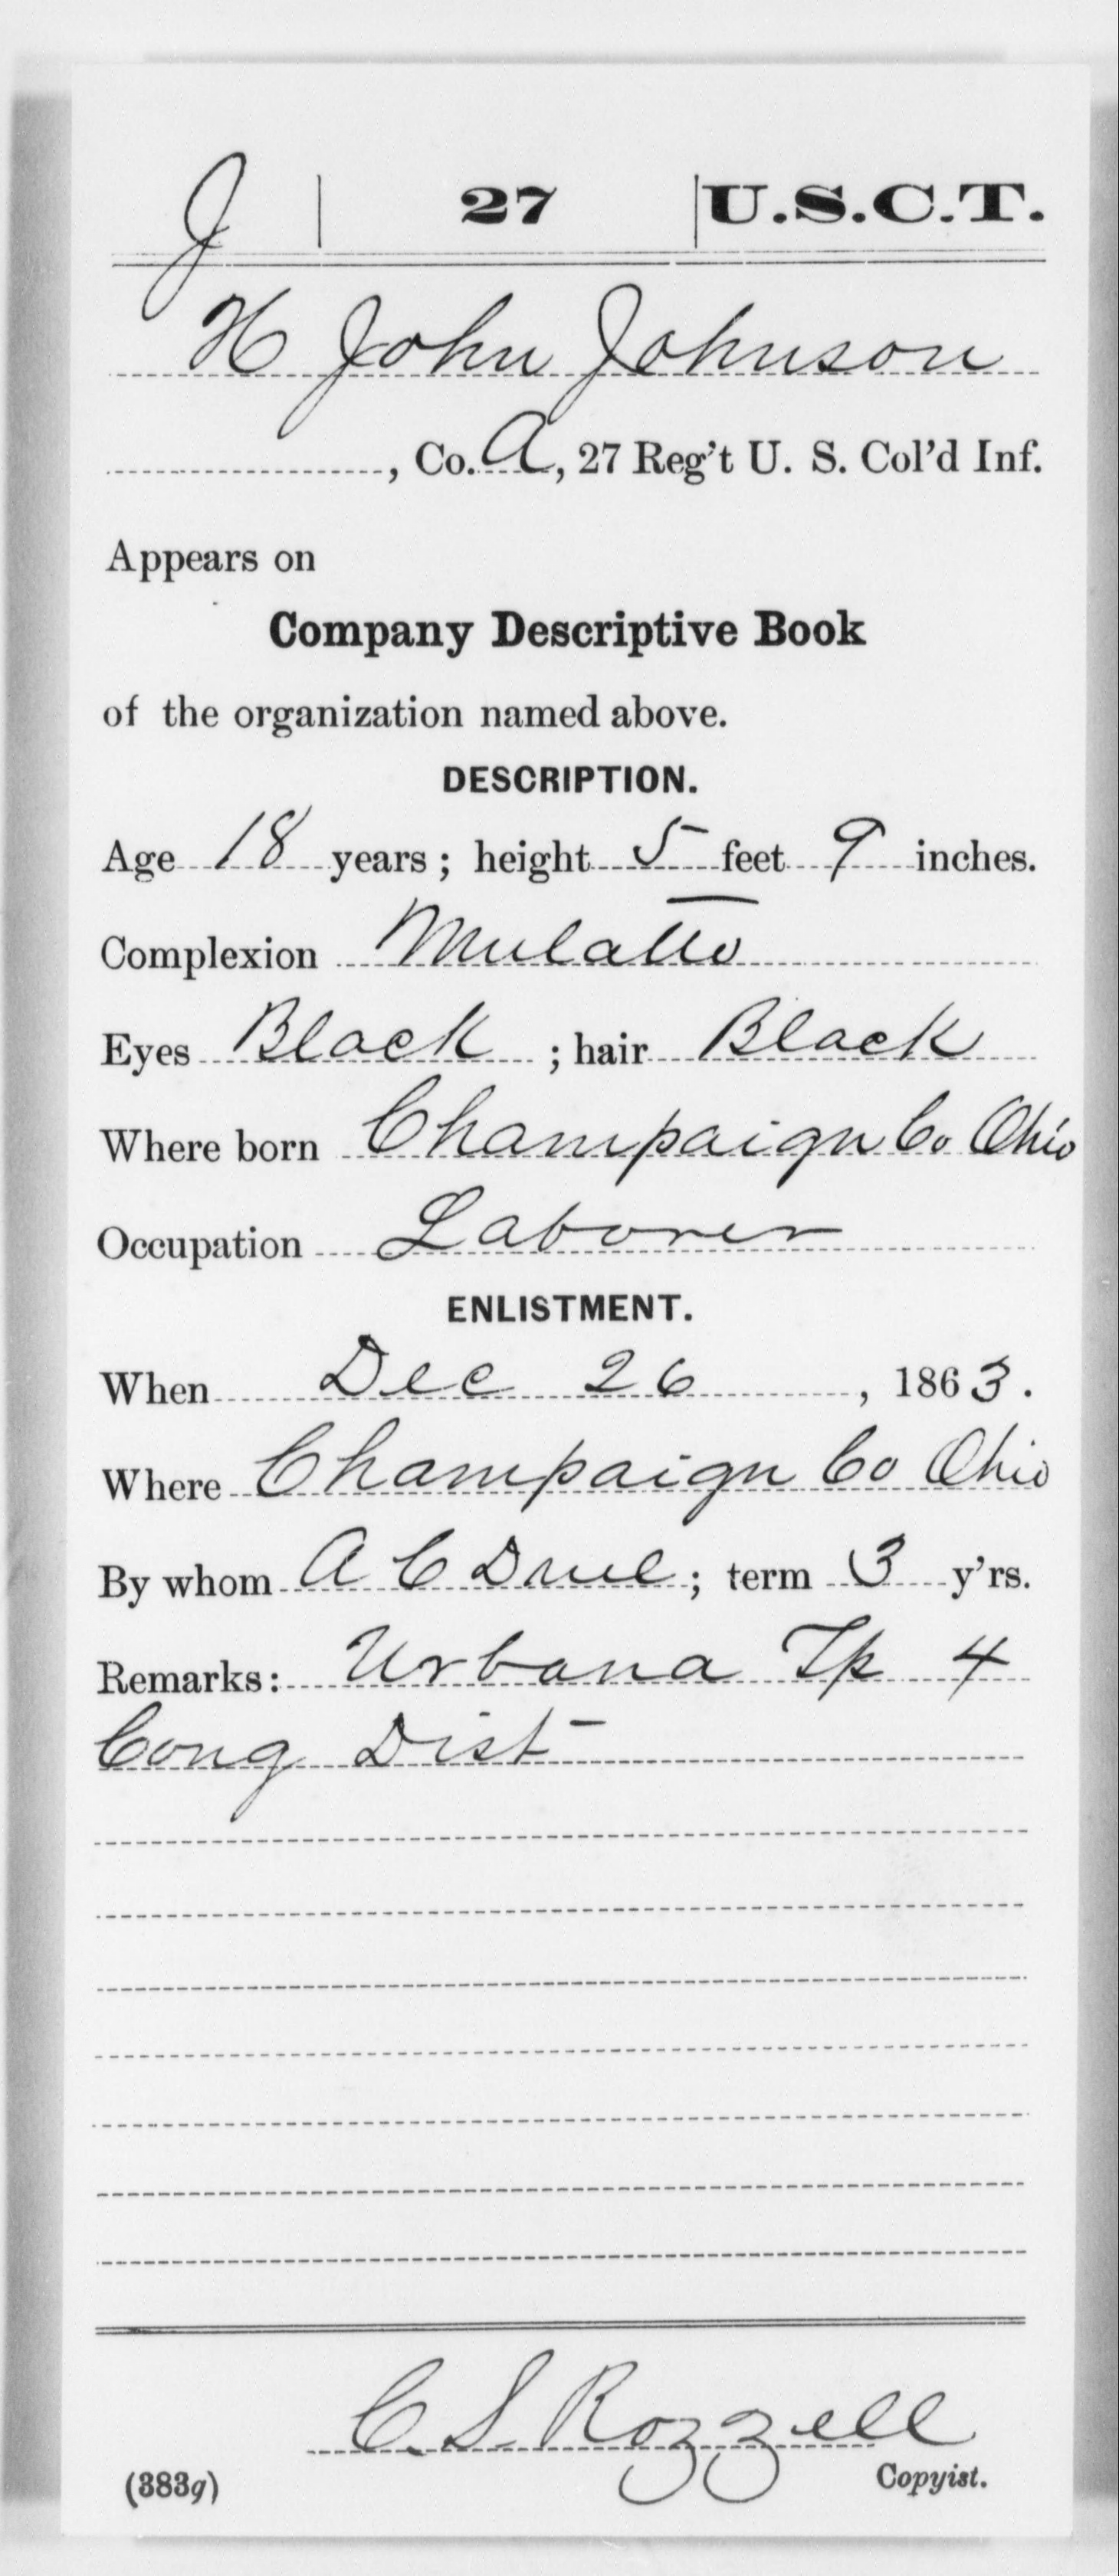 J | 27 | U.S.C.T.
H John Johnson
, Co. A, 27 Reg't U. S. Col'd Inf.
Appears on
Company Descriptive Book
of the organization named above.
DESCRIPTION.
Age 18 years; height 5 feet 9 inches.
Complexion Mulatto
Eyes Black; hair Black
Where born Champaign Co Ohio
Occupation Laborer
ENLISTMENT.
When Dec 26, 1863.
Where Champaign Co Ohio
By whom A C; term 3 y'rs.
Remarks: Urbana Tp 4
Cong Dist
C. S. Rozzell
(383g) Copyist.